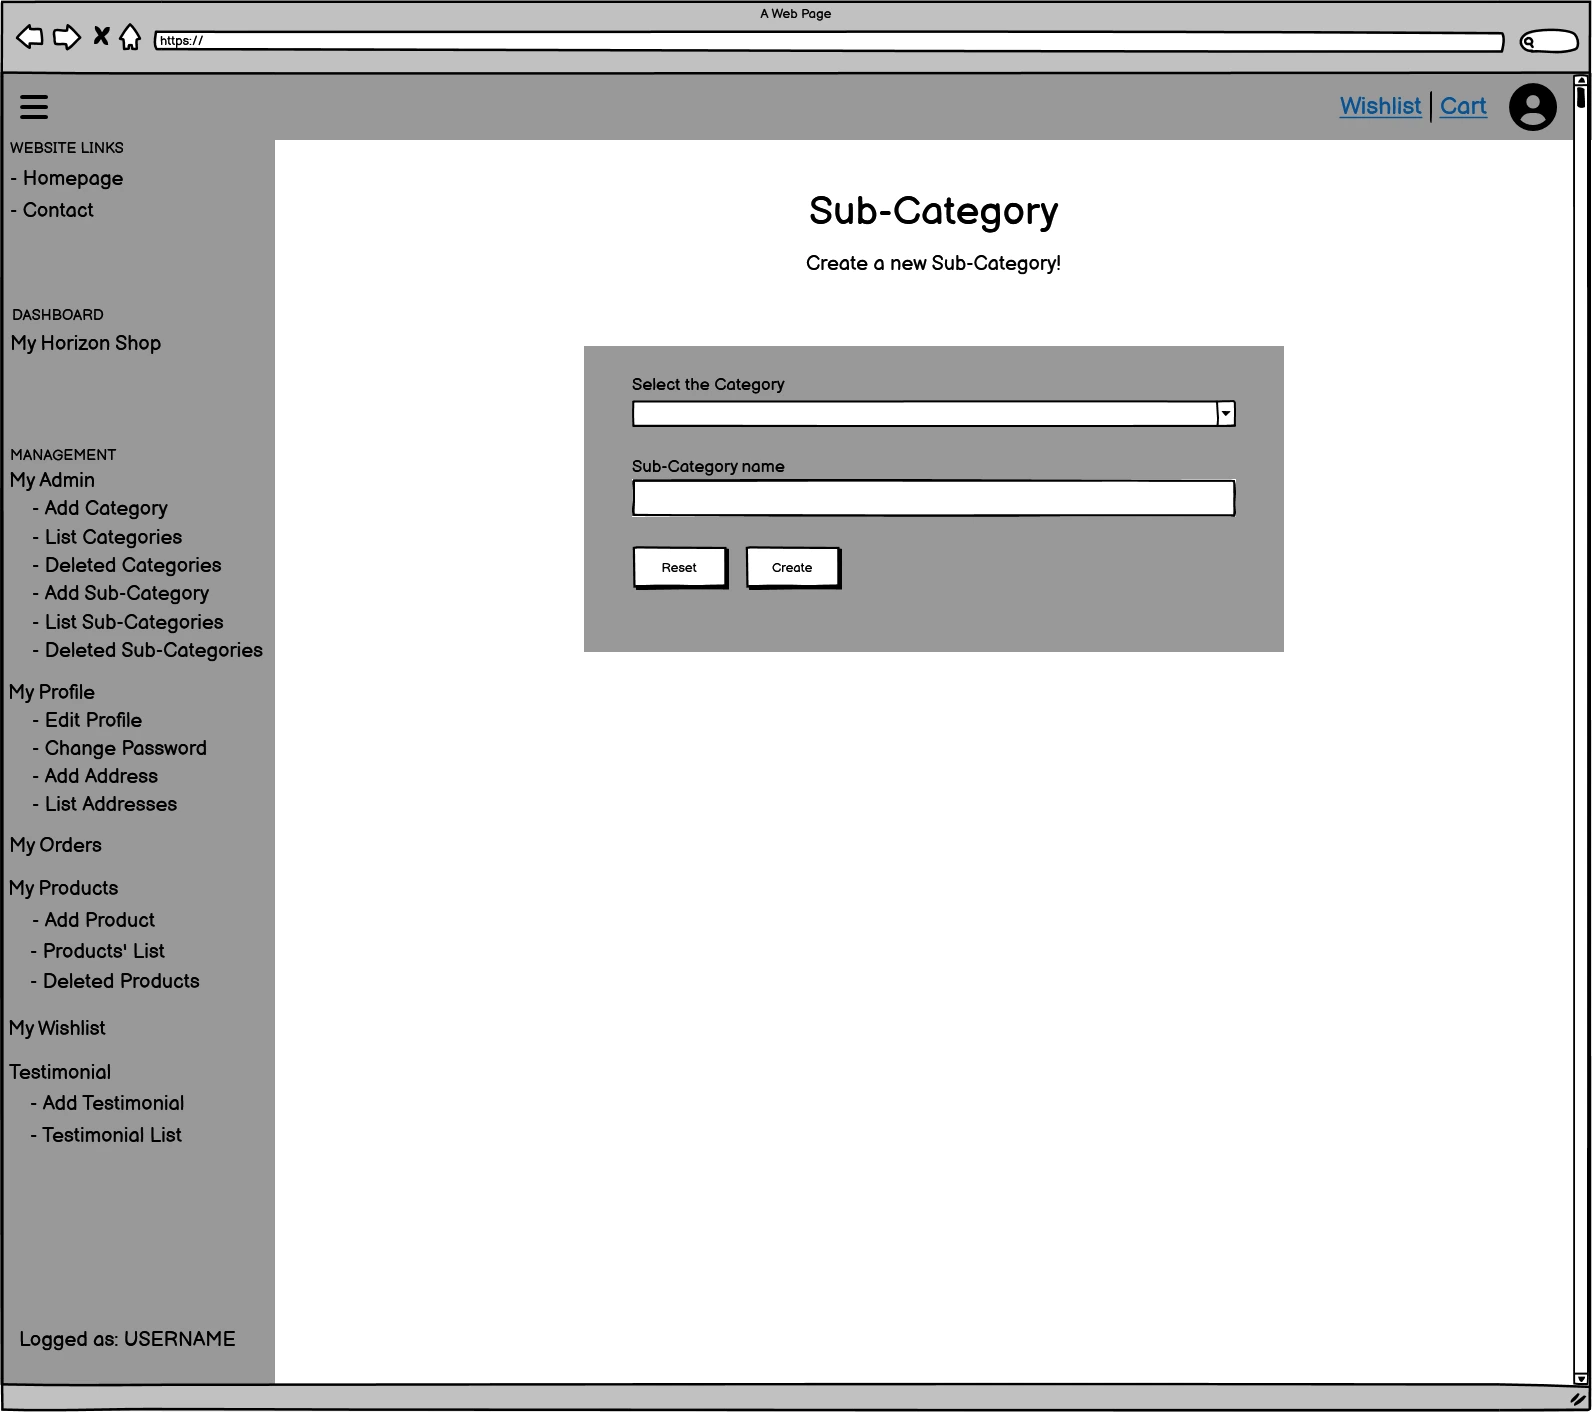 A Web Page
https://
Wishlist | Cart
WEBSITE LINKS
- Homepage
- Contact
DASHBOARD
My Horizon Shop
MANAGEMENT
My Admin
- Add Category
- List Categories
- Deleted Categories
- Add Sub-Category
- List Sub-Categories
- Deleted Sub-Categories
My Profile
- Edit Profile
- Change Password
- Add Address
- List Addresses
My Orders
My Products
- Add Product
- Products' List
- Deleted Products
My Wishlist
Testimonial
- Add Testimonial
- Testimonial List
Logged as: USERNAME
Sub-Category
Create a new Sub-Category!
Select the Category
Sub-Category name
Reset
Create